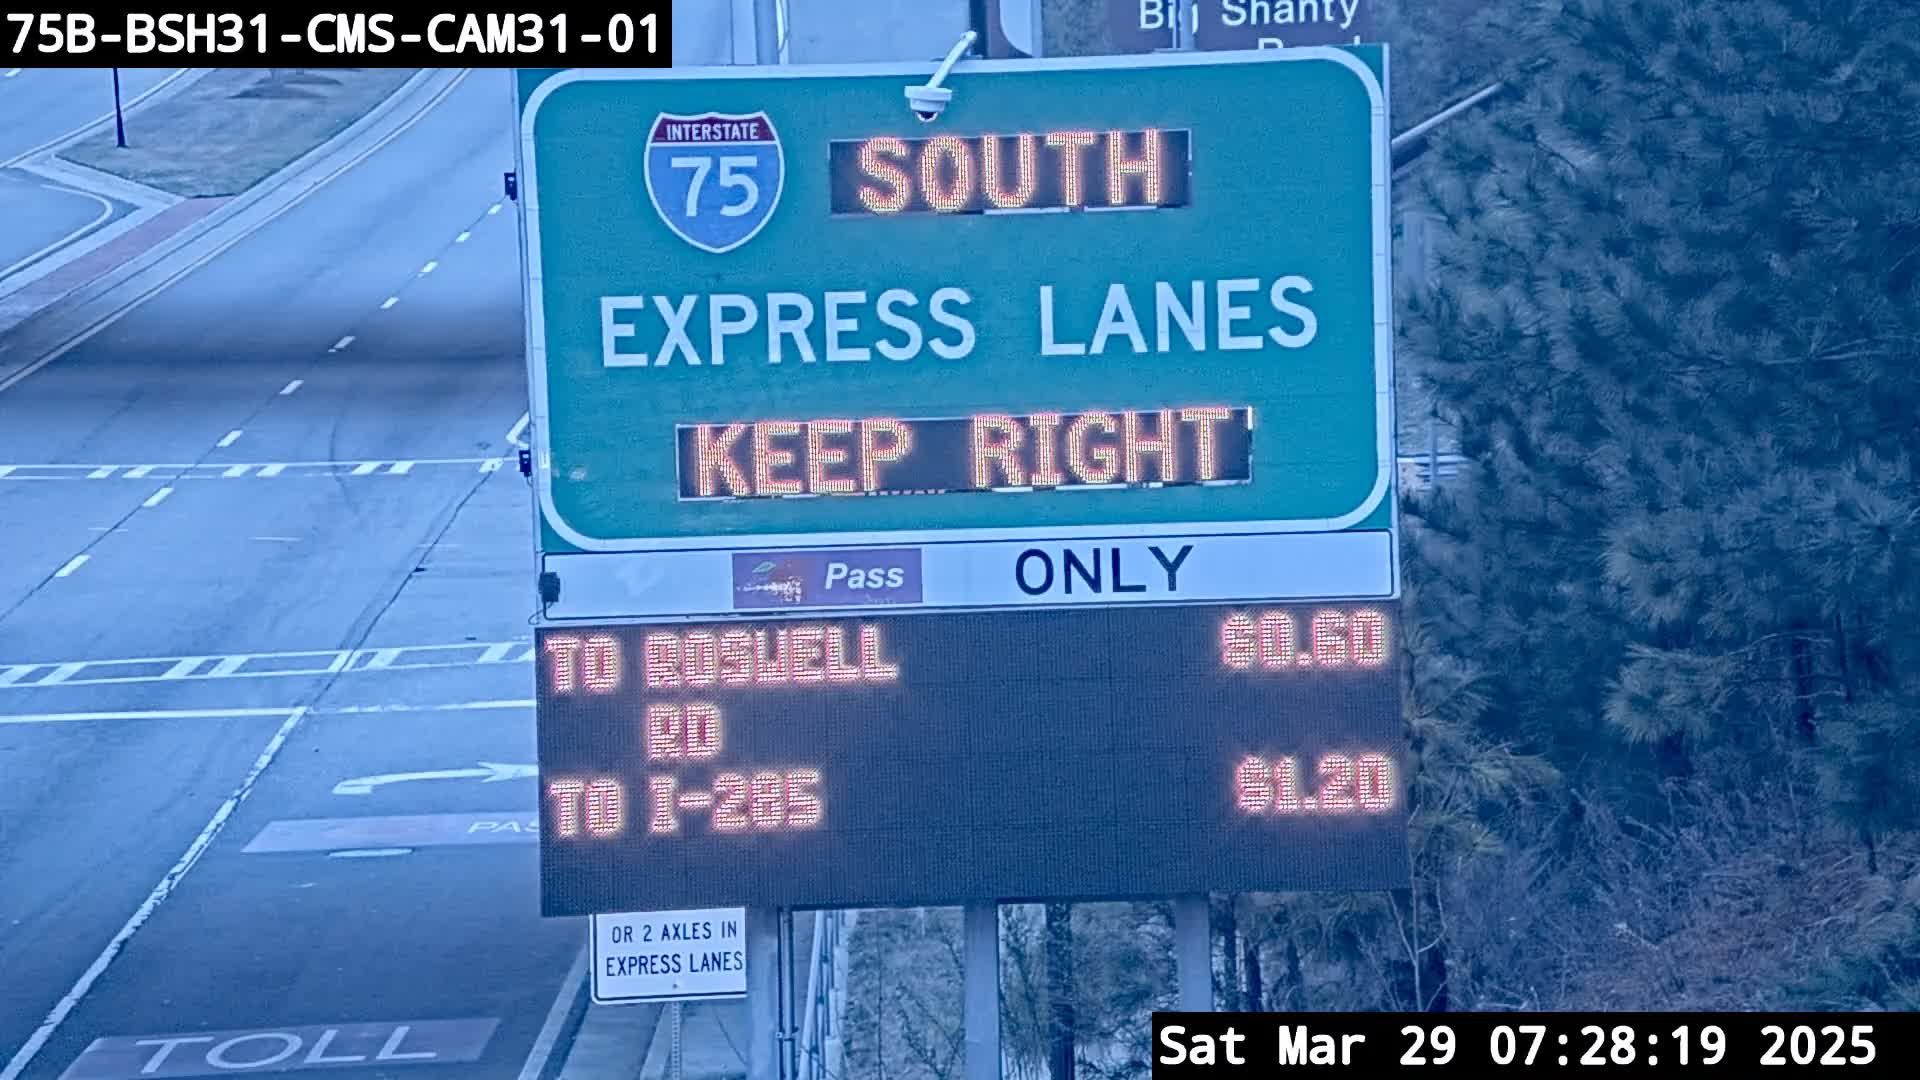 75B-BSH31-CMS-CAM31-01
Big Shanty
INTERSTATE
75 SOUTH
EXPRESS LANES
KEEP RIGHT
Pass ONLY
TO ROSWELL $0.60
RD
TO I-285 $1.20
OR 2 AXLES IN
EXPRESS LANES
TOLL
Sat Mar 29 07:28:19 2025